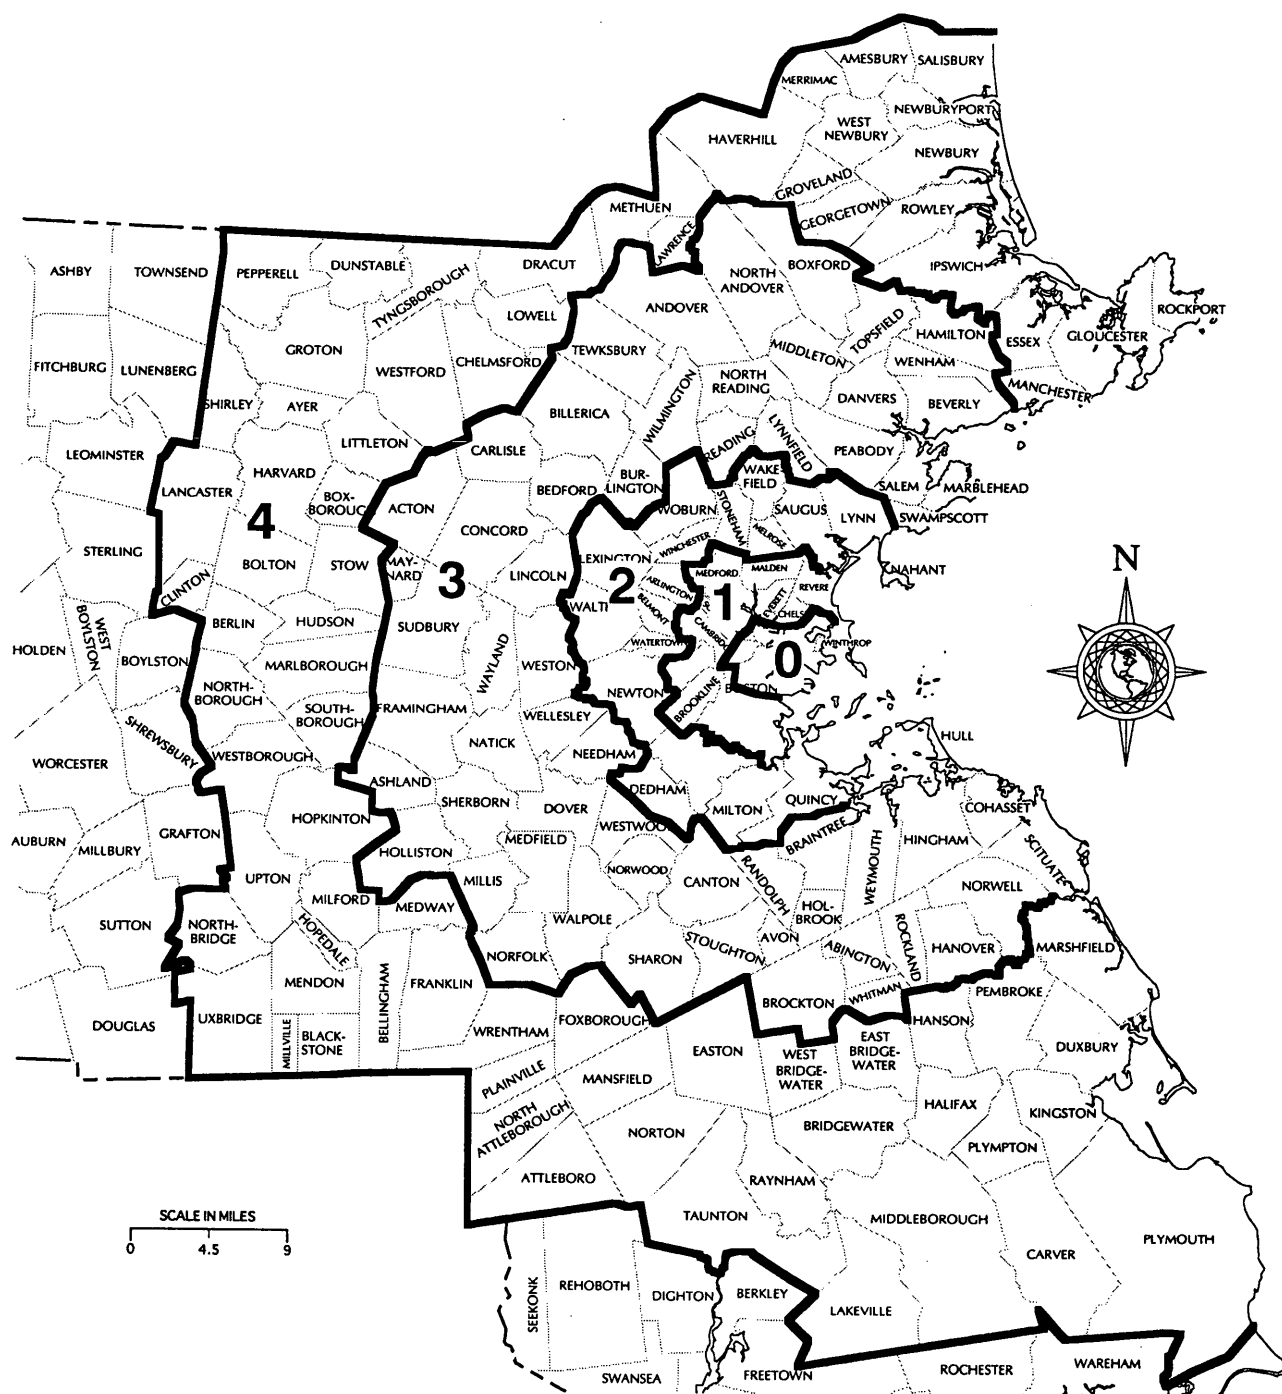 AMESBURY
SALISBURY
MERRIMAC
NEWBURYPORT
WEST
NEWBURY
HAVERHILL
NEWBURY
GROVELAND
METHUEN
GEORGETOWN
ROWLEY
LAWRENCE
ASHBY
TOWNSEND
PEPPERELL
DUNSTABLE
TYNGSBOROUGH
DRACUT
NORTH
ANDOVER
BOXFORD
IPSWICH
ROCKPORT
LOWELL
ANDOVER
TOPSFIELD
HAMILTON
ESSEX
GLOUCESTER
GROTON
CHELMSFORD
TEWKSBURY
MIDDLETON
WENHAM
FITCHBURG
LUNENBERG
WESTFORD
WILMINGTON
NORTH
READING
DANVERS
BEVERLY
MANCHESTER
SHIRLEY
AYER
BILLERICA
LITTLETON
READING
LYNNFIELD
PEABODY
LEOMINSTER
CARLISLE
HARVARD
BUR-
LINGTON
WAKE-
FIELD
SALEM
MARBLEHEAD
LANCASTER
BOX-
BOROUG
ACTON
BEDFORD
WOBURN
STONEHAM
SAUGUS
LYNN
SWAMPSCOTT
4
CONCORD
WINCHESTER
MELROSE
STERLING
BOLTON
STOW
MAY-
NARD
3
LINCOLN
LEXINGTON
2
ARLINGTON
MEDFORD
MALDEN
REVERE
NAHANT
N
CLINTON
WALT
BELMONT
1
EVERETT
CHELS
WEST
BOYLSTON
BERLIN
HUDSON
SUDBURY
CAMBRID
WATERTOWN
0
WINTHROP
HOLDEN
BOYLSTON
MARLBOROUGH
WAYLAND
WESTON
NORTH-
BOROUGH
SOUTH-
BOROUGH
FRAMINGHAM
NEWTON
BROOKLINE
BOSTON
SHREWSBURY
WELLESLEY
WESTBOROUGH
NATICK
HULL
WORCESTER
NEEDHAM
ASHLAND
SHERBORN
DOVER
DEDHAM
MILTON
QUINCY
COHASSET
AUBURN
MILLBURY
GRAFTON
HOPKINTON
WESTWOOD
BRAINTREE
WEYMOUTH
HINGHAM
SCITUATE
HOLLISTON
MEDFIELD
NORWOOD
CANTON
RANDOLPH
UPTON
MILFORD
MILLIS
NORWELL
SUTTON
NORTH-
BRIDGE
HOPEDALE
MEDWAY
WALPOLE
HOL-
BROOK
ROCKLAND
AVON
STOUGHTON
ABINGTON
HANOVER
MARSHFIELD
NORFOLK
SHARON
MENDON
BELLINGHAM
FRANKLIN
BROCKTON
WHITMAN
PEMBROKE
DOUGLAS
UXBRIDGE
MILLVILLE
BLACK-
STONE
WRENTHAM
FOXBOROUGH
HANSON
EASTON
WEST
BRIDGE-
WATER
EAST
BRIDGE-
WATER
DUXBURY
PLAINVILLE
MANSFIELD
HALIFAX
KINGSTON
NORTH
ATTLEBOROUGH
NORTON
BRIDGEWATER
PLYMPTON
ATTLEBORO
RAYNHAM
SCALE IN MILES
0 4.5 9
TAUNTON
MIDDLEBOROUGH
CARVER
PLYMOUTH
SEEKONK
REHOBOTH
DIGHTON
BERKLEY
LAKEVILLE
SWANSEA
FREETOWN
ROCHESTER
WAREHAM